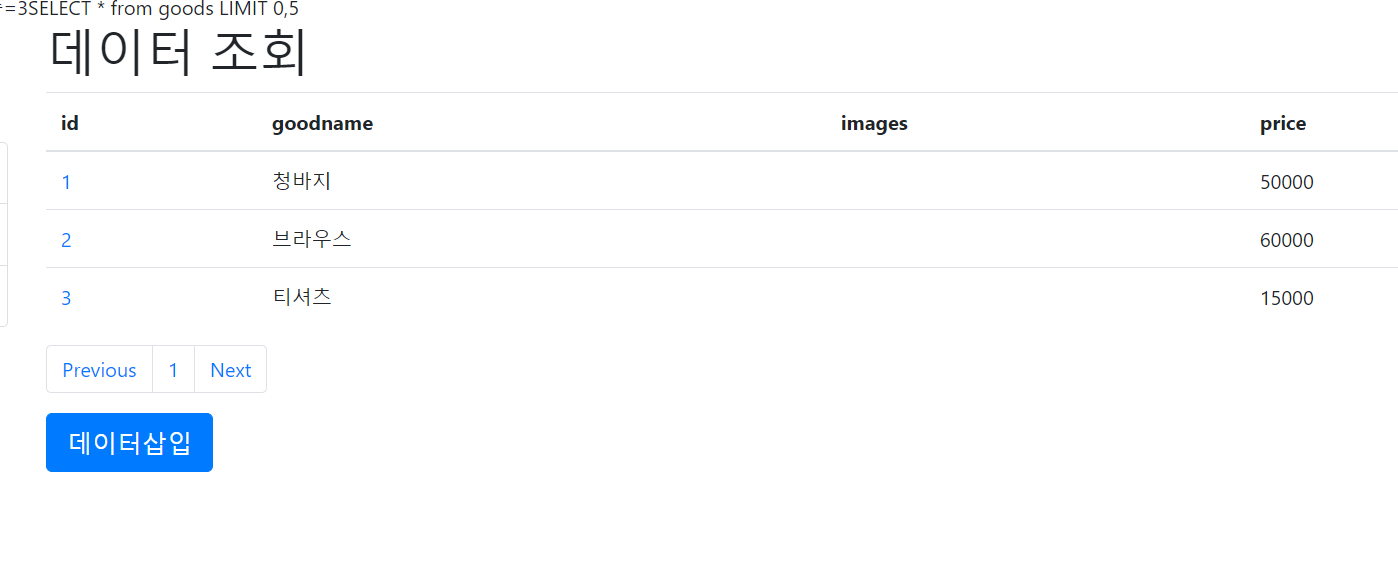 =3SELECT * from goods LIMIT 0,5
데이터 조회
id goodname images price
1 청바지 50000
2 브라우스 60000
3 티셔츠 15000
Previous 1 Next
데이터삽입